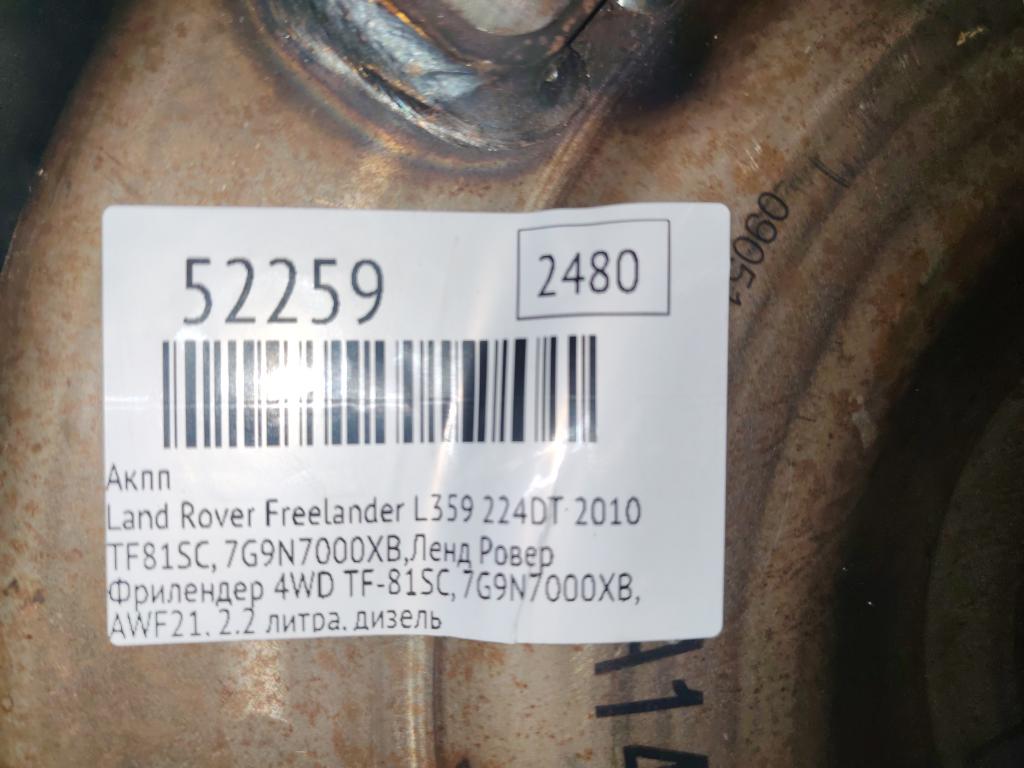 52259
2480
Акпп
Land Rover Freelander L359 224DT 2010
TF81SC, 7G9N7000XB,Ленд Ровер
Фрилендер 4WD TF-81SC, 7G9N7000XB,
AWF21, 2.2 литра, дизель
09051